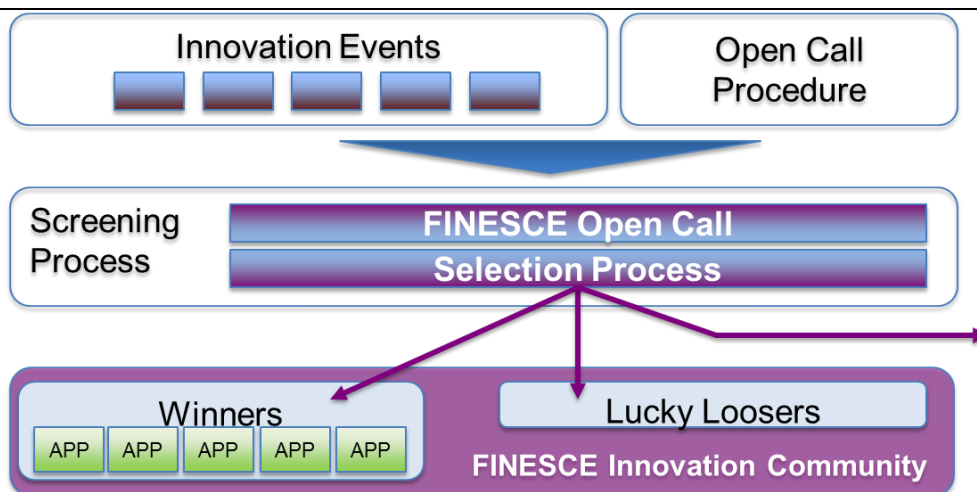 Innovation Events
Open Call
Procedure
Screening
Process
FINESCE Open Call
Selection Process
Winners
APP APP APP APP APP
Lucky Loosers
FINESCE Innovation Community